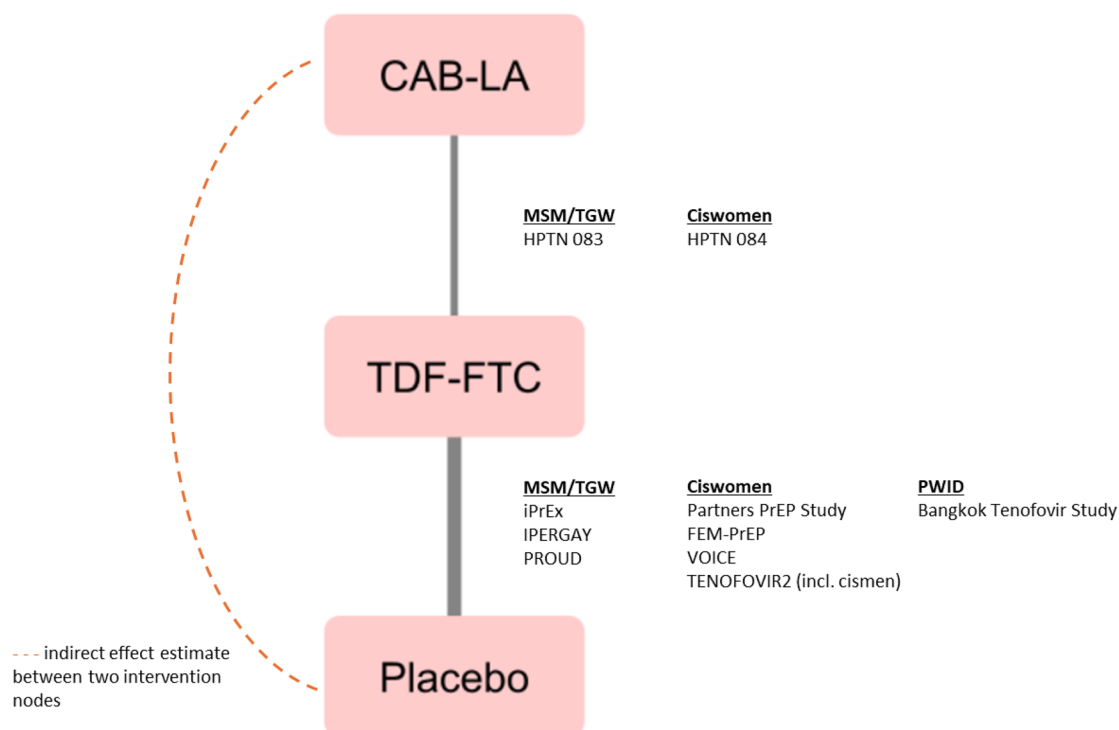 CAB-LA
MSM/TGW
HPTN 083
Ciswomen
HPTN 084
TDF-FTC
MSM/TGW
iPrEx
IPERGAY
PROUD
Ciswomen
Partners PrEP Study
FEM-PrEP
VOICE
TENOFOVIR2 (incl. cismen)
PWID
Bangkok Tenofovir Study
Placebo
--- indirect effect estimate
between two intervention
nodes